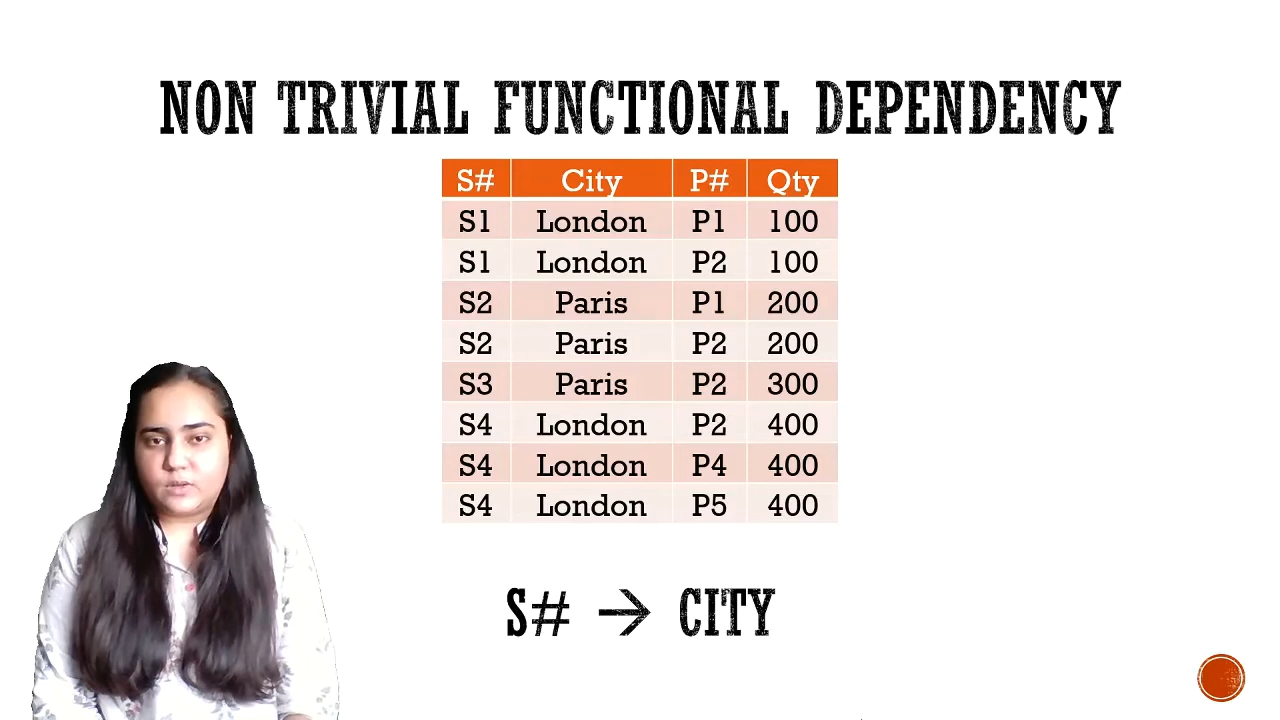 NON TRIVIAL FUNCTIONAL DEPENDENCY
S# City P# Qty
S1 London P1 100
S1 London P2 100
S2 Paris P1 200
S2 Paris P2 200
S3 Paris P2 300
S4 London P2 400
S4 London P4 400
S4 London P5 400
S# → CITY